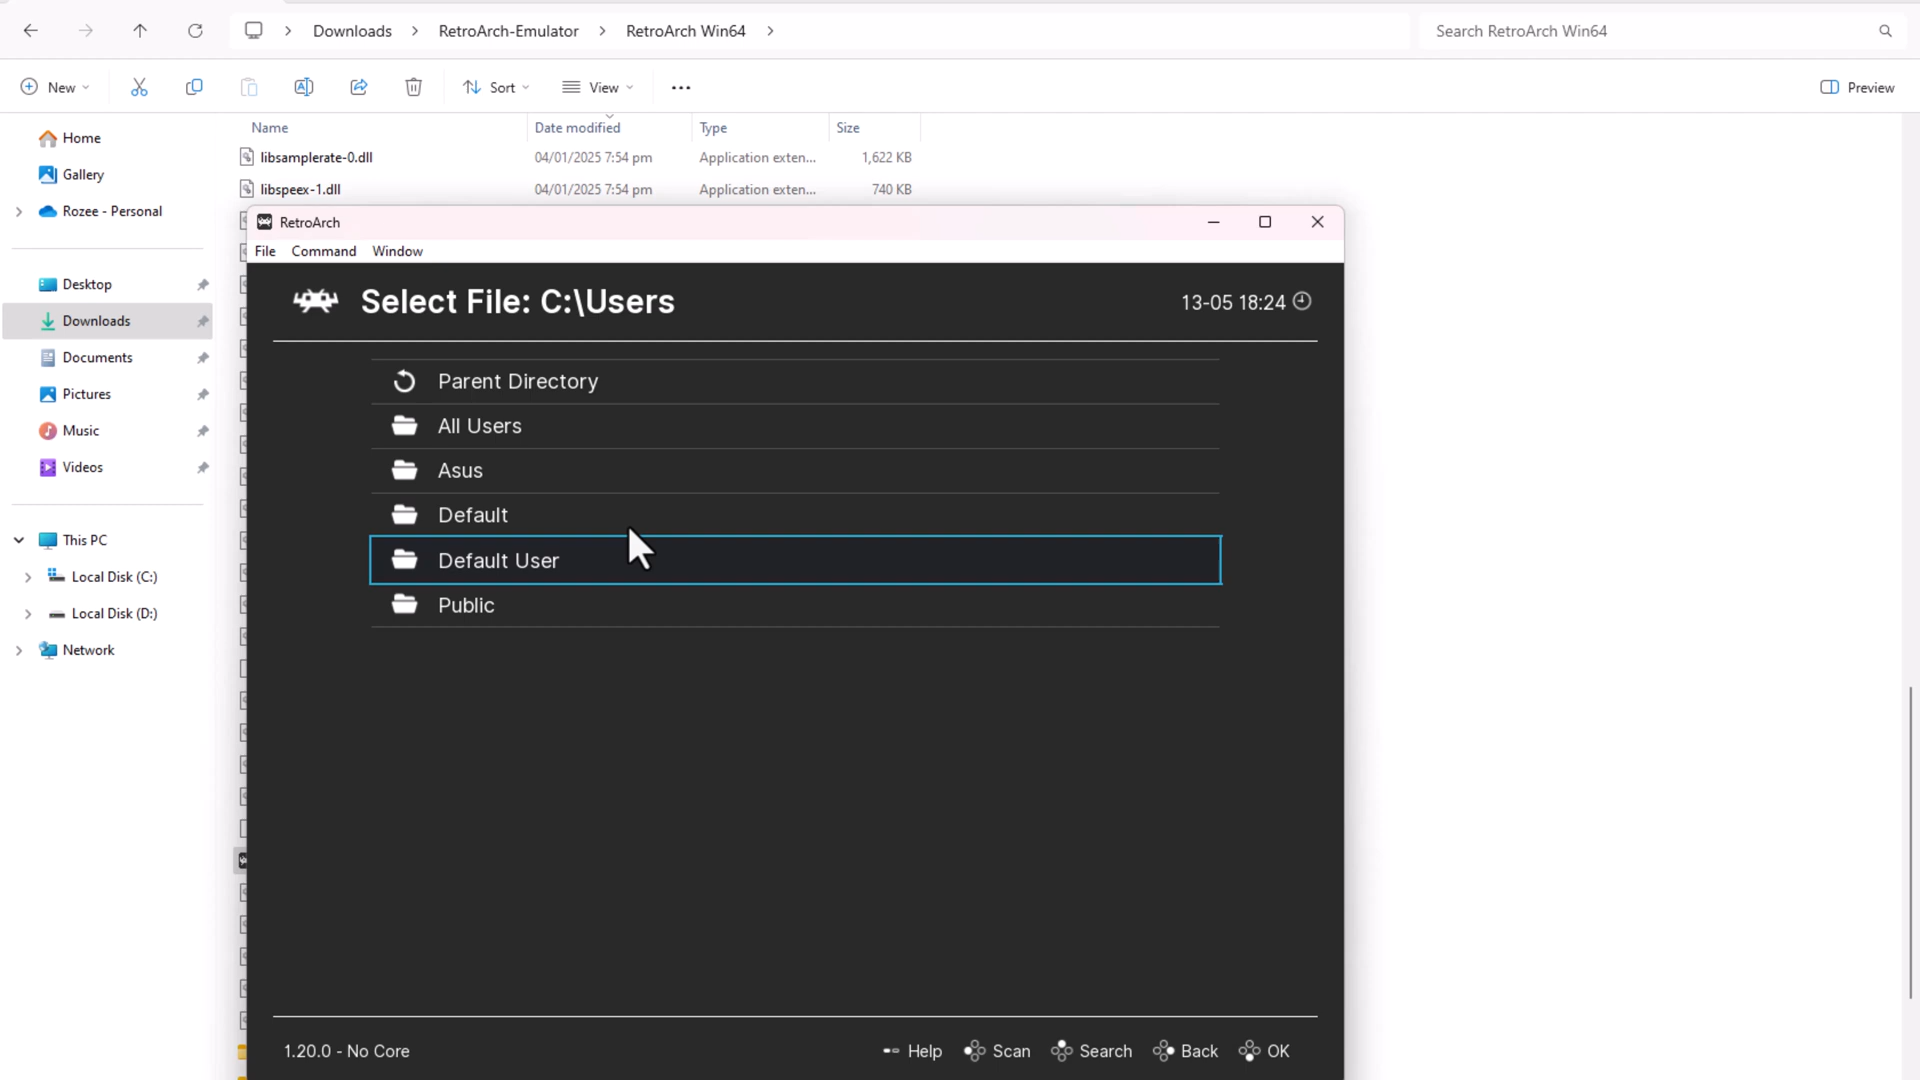 Downloads > RetroArch-Emulator > RetroArch Win64 >
Search RetroArch Win64
New
Sort
View
Preview
Name
Date modified
Type
Size
Home
Gallery
Rozee - Personal
Desktop
Downloads
Documents
Pictures
Music
Videos
This PC
Local Disk (C:)
Local Disk (D:)
Network
libsamplerate-0.dll 04/01/2025 7:54 pm Application exten... 1,622 KB
libspeex-1.dll 04/01/2025 7:54 pm Application exten... 740 KB
RetroArch
File Command Window
Select File: C:\Users
13-05 18:24
Parent Directory
All Users
Asus
Default
Default User
Public
1.20.0 - No Core
Help Scan Search Back OK